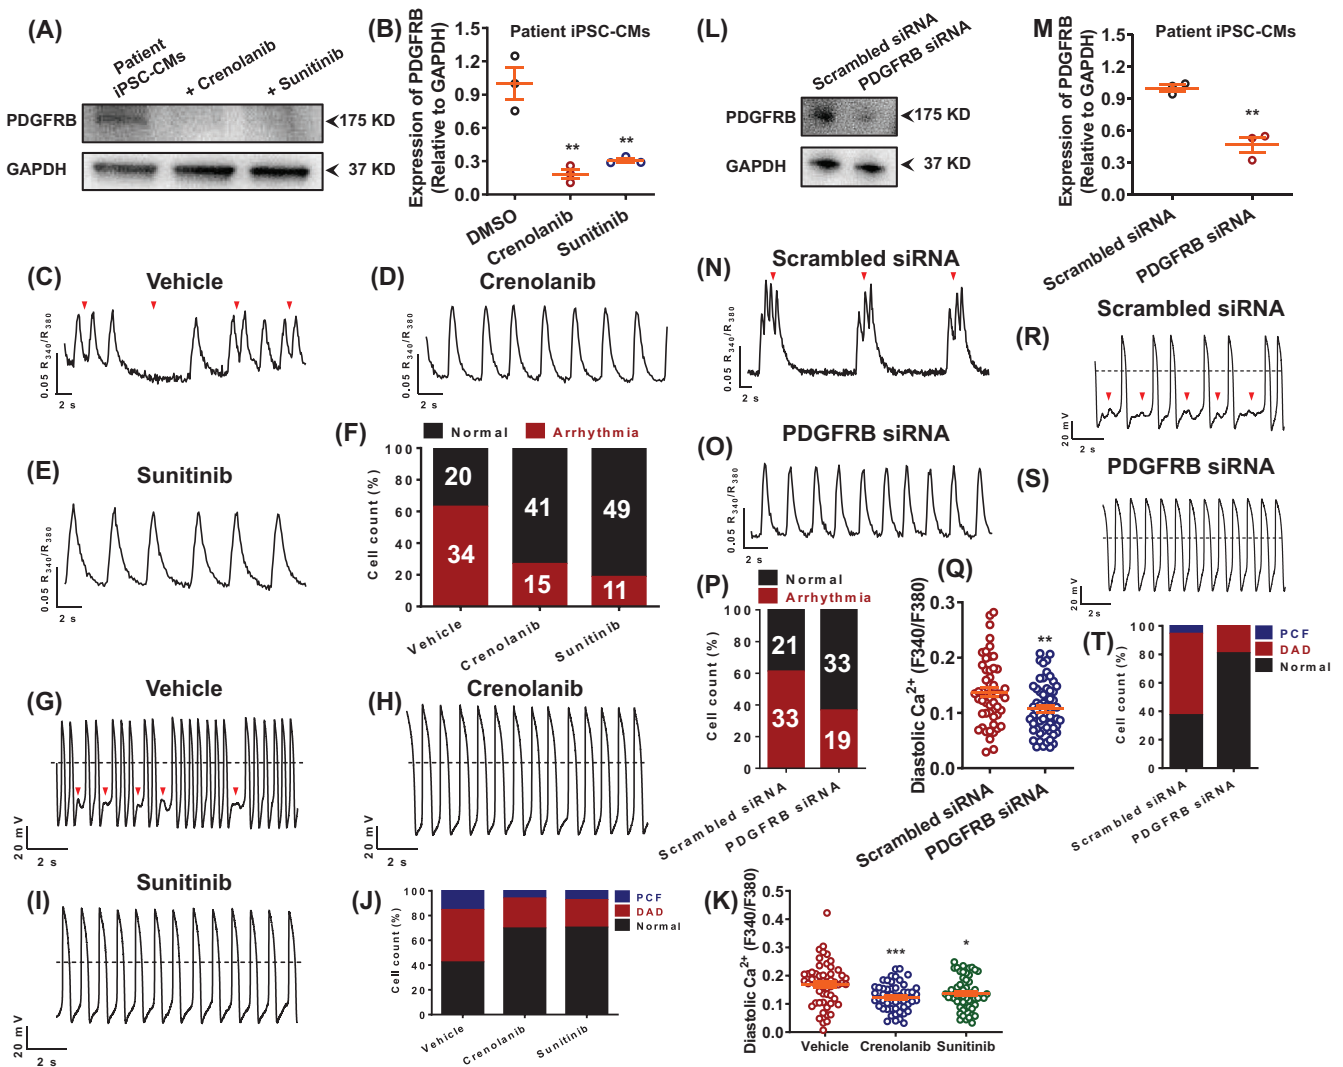 (A)
Patient
iPSC-CMs
+ Crenolanib
+ Sunitinib
PDGFRB
175 KD
GAPDH
37 KD
(B)
Patient iPSC-CMs
Expression of PDGFRB
(Relative to GAPDH)
1.5
1.2
0.9
0.6
0.3
0.0
**
**
DMSO
Crenolanib
Sunitinib
(L)
Scrambled siRNA
PDGFRB siRNA
PDGFRB
175 KD
GAPDH
37 KD
M
Patient iPSC-CMs
Expression of PDGFRB
(Relative to GAPDH)
1.5
1.2
0.9
0.6
0.3
0.0
**
Scrambled siRNA
PDGFRB siRNA
(C)
Vehicle
0.05 R340/R380
2 s
(D)
Crenolanib
0.05 R340/R380
2 s
(E)
Sunitinib
0.05 R340/R380
2 s
(F)
Normal
Arrhythmia
Cell count (%)
100
80
60
40
20
0
20
34
41
15
49
11
Vehicle
Crenolanib
Sunitinib
(G)
Vehicle
20 mV
2 s
(H)
Crenolanib
20 mV
2 s
(I)
Sunitinib
20 mV
2 s
(J)
PCF
DAD
Normal
Cell count (%)
100
80
60
40
20
0
Vehicle
Crenolanib
Sunitinib
(N)
Scrambled siRNA
0.05 R340/R380
2 s
(O)
PDGFRB siRNA
0.05 R340/R380
2 s
(P)
Normal
Arrhythmia
Cell count (%)
100
80
60
40
20
0
21
33
33
19
Scrambled siRNA
PDGFRB siRNA
(Q)
Diastolic Ca2+ (F340/F380)
0.3
0.2
0.1
0.0
**
Scrambled siRNA
PDGFRB siRNA
(R)
Scrambled siRNA
20 mV
2 s
(S)
PDGFRB siRNA
20 mV
2 s
(T)
PCF
DAD
Normal
Cell count (%)
100
80
60
40
20
0
Scrambled siRNA
PDGFRB siRNA
(K)
Diastolic Ca2+ (F340/F380)
0.5
0.4
0.3
0.2
0.1
0.0
***
*
Vehicle
Crenolanib
Sunitinib